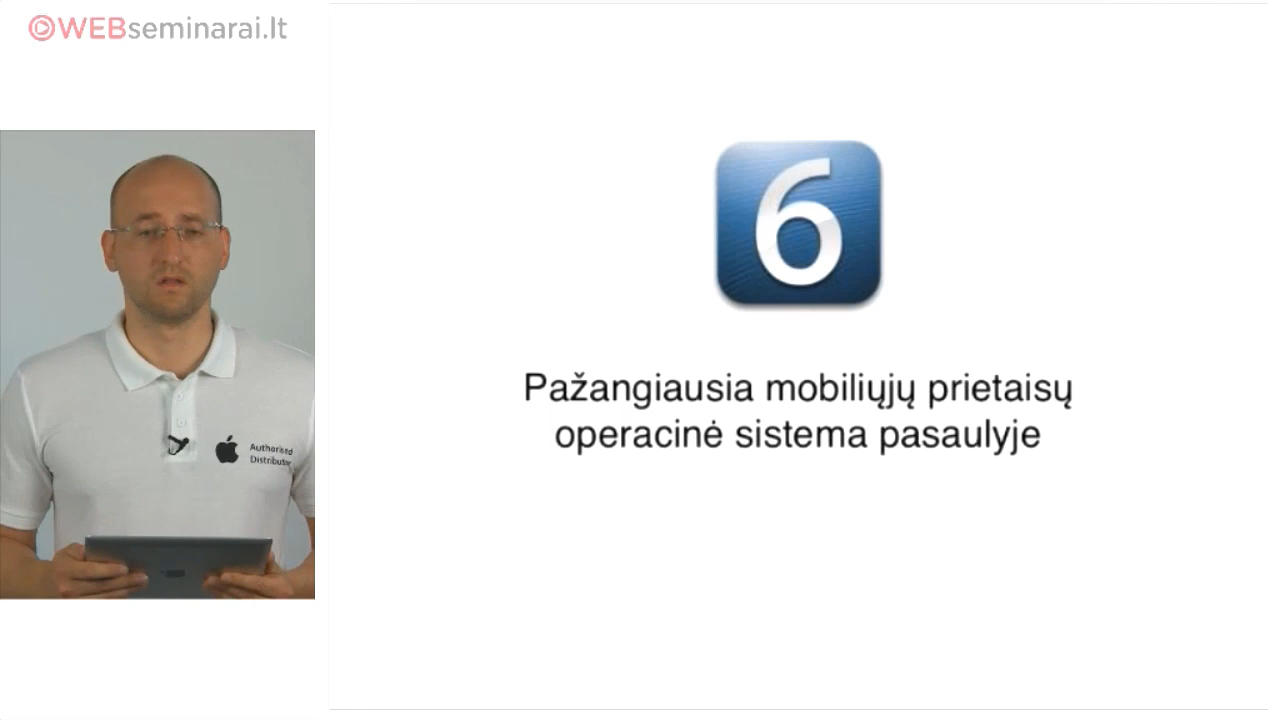 WEBseminarai.lt
6
Pažangiausia mobiliųjų prietaisų
operacinė sistema pasaulyje
Authorised
Distributor